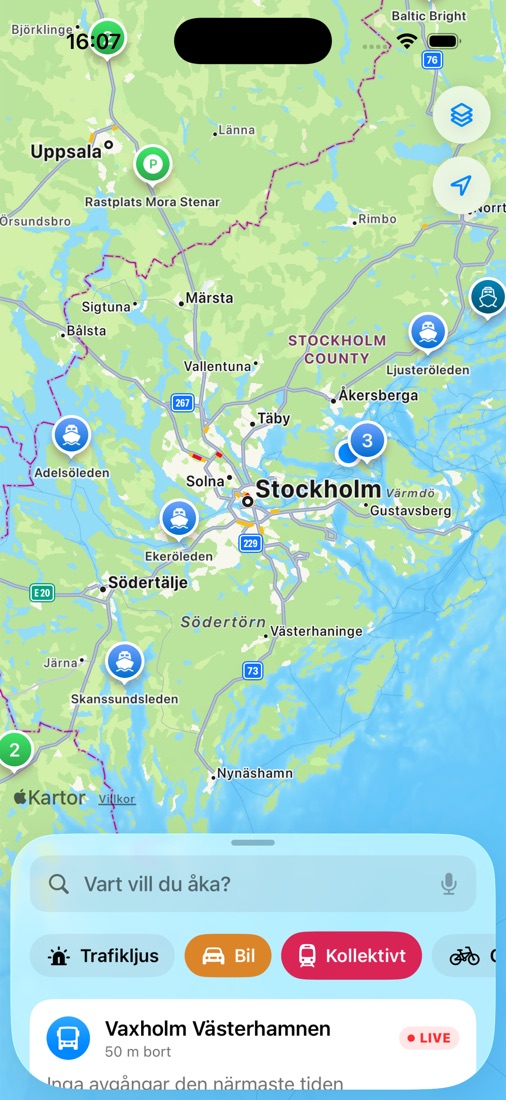 Baltic Bright
Björklinge
16:07
76
Länna
Uppsala
P
Rastplats Mora Stenar
Örsundsbro
Rimbo
Sigtuna
Märsta
Bålsta
STOCKHOLM
COUNTY
Vallentuna
Ljusteröleden
Åkersberga
267
Täby
3
Adelsöleden
Solna
Stockholm
Värmdö
Gustavsberg
Ekeröleden
229
E20
Södertälje
Södertörn
Västerhaninge
Järna
73
Skanssundsleden
2
Nynäshamn
Kartor
Villkor
Vart vill du åka?
Trafikljus
Bil
Kollektivt
Vaxholm Västerhamnen
50 m bort
LIVE
Inga avgångar den närmaste tiden